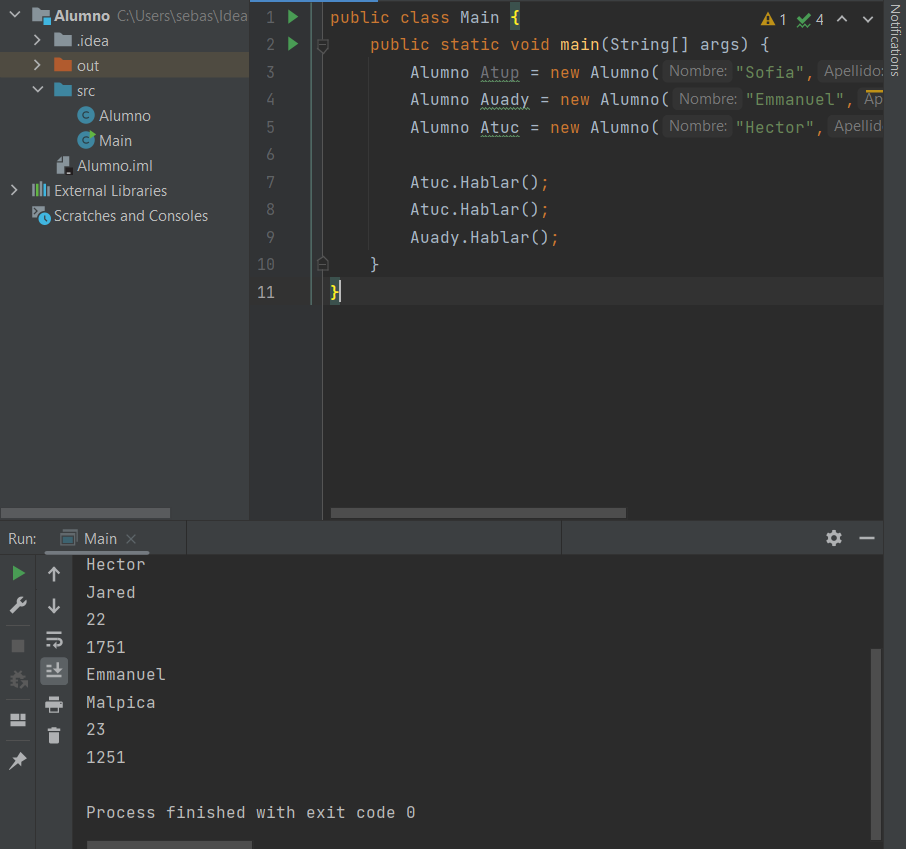 Alumno C:\Users\sebas\Idea
.idea
out
src
Alumno
Main
Alumno.iml
External Libraries
Scratches and Consoles
1 public class Main {
2 public static void main(String[] args) {
3 Alumno Atup = new Alumno( Nombre: "Sofia", Apellido:
4 Alumno Auady = new Alumno( Nombre: "Emmanuel", Ap
5 Alumno Atuc = new Alumno( Nombre: "Hector", Apellid
6
7 Atuc.Hablar();
8 Atuc.Hablar();
9 Auady.Hablar();
10 }
11 }
1 4
Notifications
Run: Main
Hector
Jared
22
1751
Emmanuel
Malpica
23
1251
Process finished with exit code 0